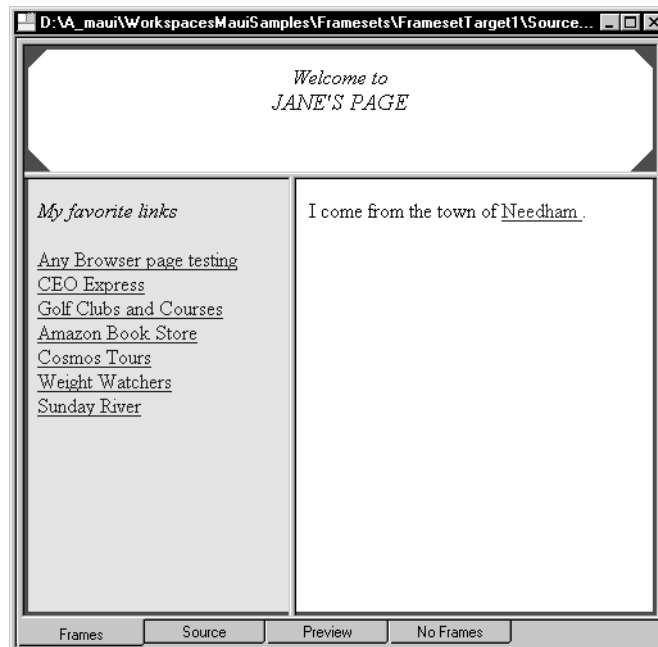 D:\A_maui\WorkspacesMauiSamples\Framesets\FramesetTarget1\Source...
Welcome to
JANE'S PAGE
My favorite links
Any Browser page testing
CEO Express
Golf Clubs and Courses
Amazon Book Store
Cosmos Tours
Weight Watchers
Sunday River
I come from the town of Needham .
Frames Source Preview No Frames